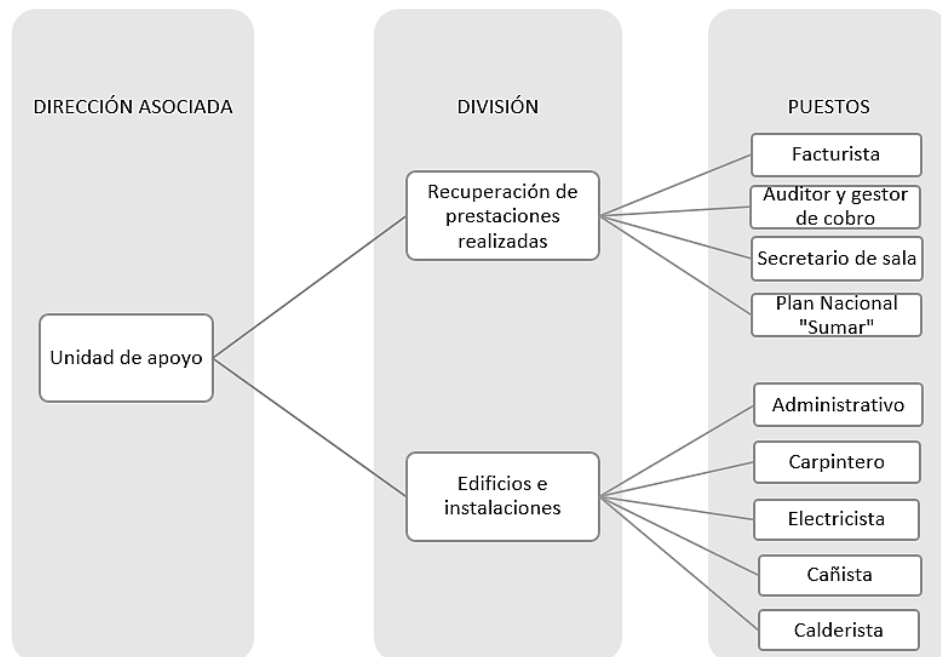 DIRECCIÓN ASOCIADA
DIVISIÓN
PUESTOS
Unidad de apoyo
Recuperación de
prestaciones
realizadas
Facturista
Auditor y gestor
de cobro
Secretario de sala
Plan Nacional
"Sumar"
Edificios e
instalaciones
Administrativo
Carpintero
Electricista
Cañista
Calderista